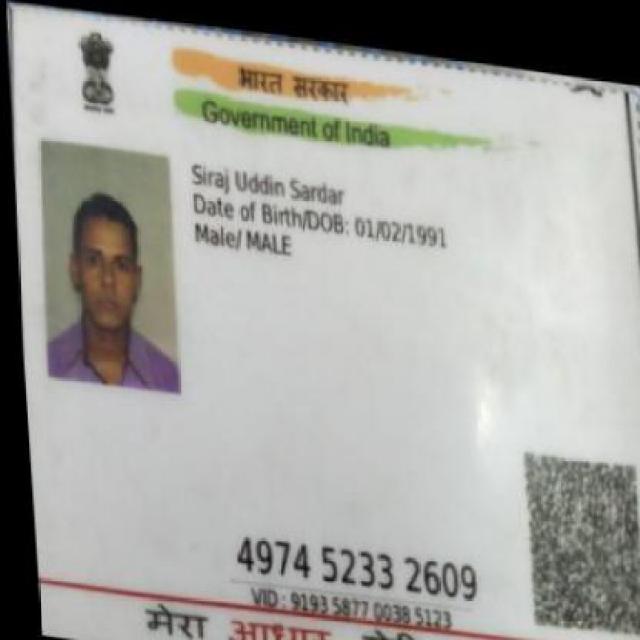 भारत सरकार
Government of India
Siraj Uddin Sardar
Date of Birth/DOB: 01/02/1991
Male/ MALE
4974 5233 2609
VID: 9193 5877 0038 5123
मेरा आधार